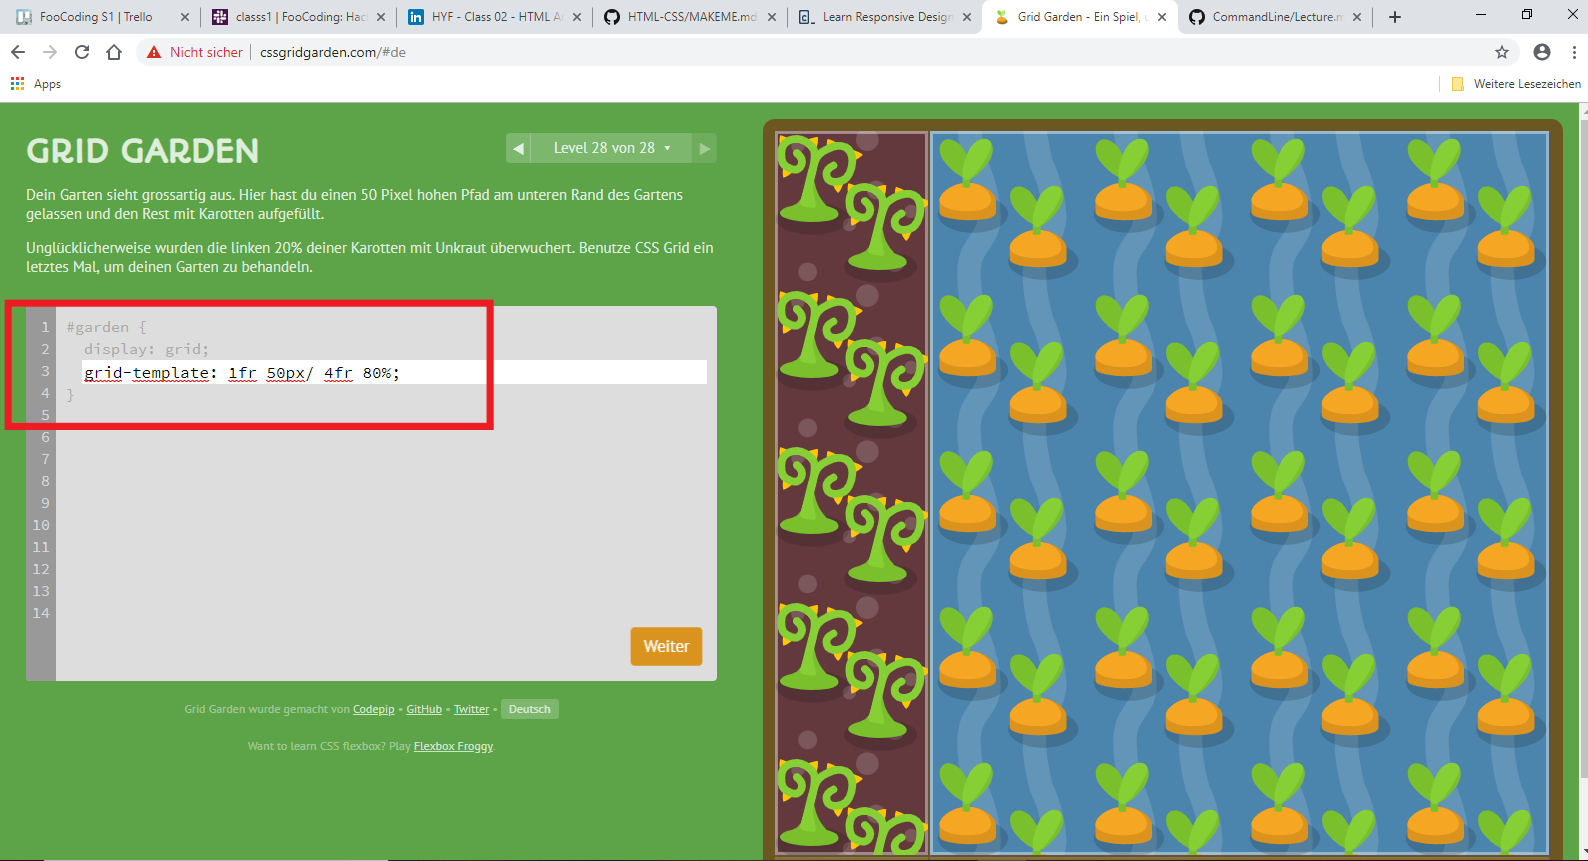 FooCoding S1 | Trello
classs1 | FooCoding: Hac
HYF - Class 02 - HTML A
HTML-CSS/MAKEME.md
Learn Responsive Design
Grid Garden - Ein Spiel,
CommandLine/Lecture.m
Nicht sicher
cssgridgarden.com/#de
Apps
Weitere Lesezeichen
GRID GARDEN
Level 28 von 28
Dein Garten sieht grossartig aus. Hier hast du einen 50 Pixel hohen Pfad am unteren Rand des Gartens
gelassen und den Rest mit Karotten aufgefüllt.
Unglücklicherweise wurden die linken 20% deiner Karotten mit Unkraut überwuchert. Benutze CSS Grid ein
letztes Mal, um deinen Garten zu behandeln.
1 #garden {
2 display: grid;
3 grid-template: 1fr 50px/ 4fr 80%;
4 }
5
6
7
8
9
10
11
12
13
14
Weiter
Grid Garden wurde gemacht von Codepip • GitHub • Twitter • Deutsch
Want to learn CSS flexbox? Play Flexbox Froggy.